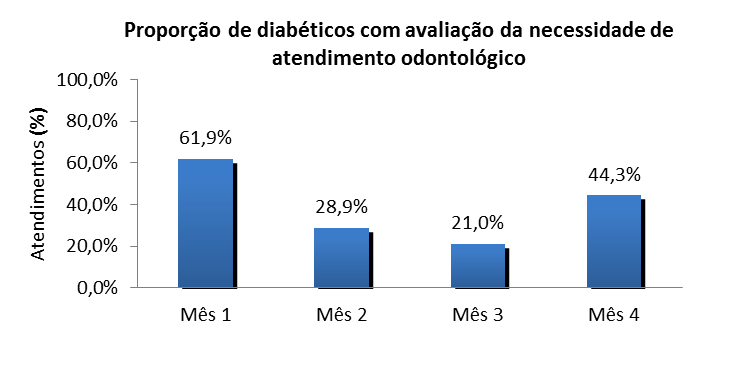 Proporção de diabéticos com avaliação da necessidade de
atendimento odontológico
Atendimentos (%)
100,0%
80,0%
60,0%
40,0%
20,0%
0,0%
61,9%
28,9%
21,0%
44,3%
Mês 1
Mês 2
Mês 3
Mês 4